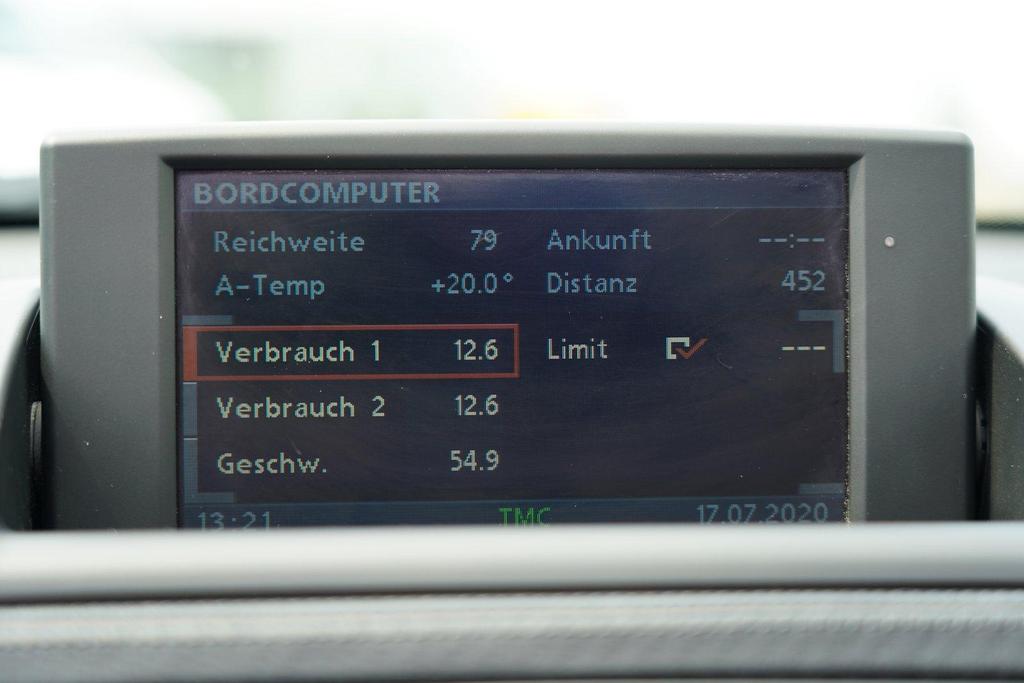 BORDCOMPUTER
Reichweite 79 Ankunft --:--
A-Temp +20.0° Distanz 452
Verbrauch 1 12.6 Limit ---
Verbrauch 2 12.6
Geschw. 54.9
13:21 TMC 17.07.2020